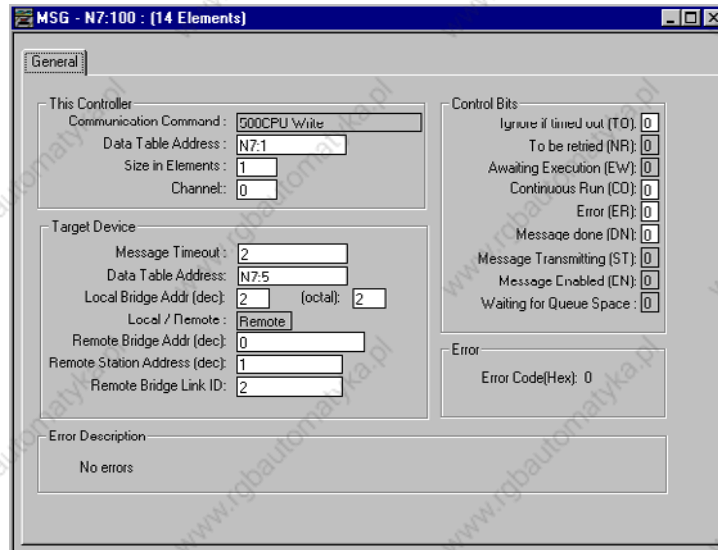 MSG - N7:100 : (14 Elements)
General
This Controller
Communication Command : 500CPU Write
Data Table Address : N7:1
Size in Elements : 1
Channel:: 0
Target Device
Message Timeout : 2
Data Table Address: N7:5
Local Bridge Addr (dec): 2 (octal): 2
Local / Remote : Remote
Remote Bridge Addr (dec): 0
Remote Station Address (dec): 1
Remote Bridge Link ID: 2
Control Bits
Ignore if timed out (TO): 0
To be retried (NR): 0
Awaiting Execution (EW): 0
Continuous Run (CO): 0
Error (ER): 0
Message done (DN): 0
Message Transmitting (ST): 0
Message Enabled (EN): 0
Waiting for Queue Space : 0
Error
Error Code(Hex): 0
Error Description
No errors
www.rgbautomatyka.pl